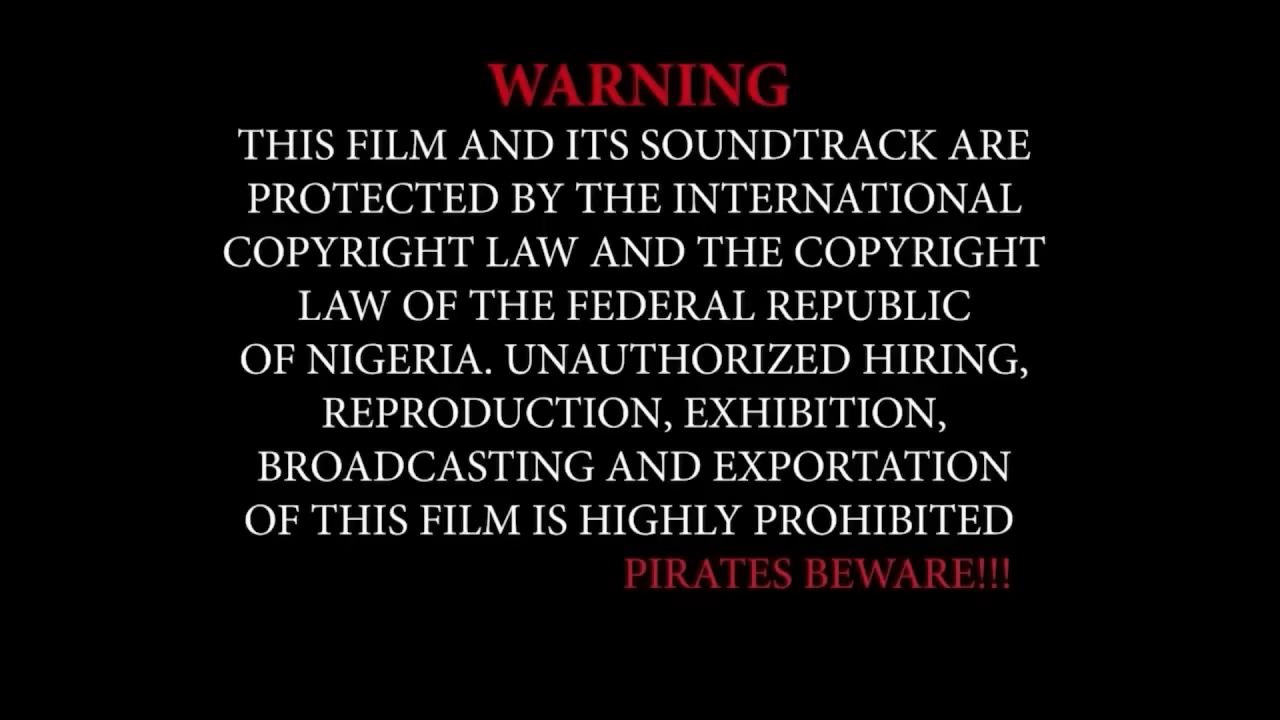 WARNING
THIS FILM AND ITS SOUNDTRACK ARE
PROTECTED BY THE INTERNATIONAL
COPYRIGHT LAW AND THE COPYRIGHT
LAW OF THE FEDERAL REPUBLIC
OF NIGERIA. UNAUTHORIZED HIRING,
REPRODUCTION, EXHIBITION,
BROADCASTING AND EXPORTATION
OF THIS FILM IS HIGHLY PROHIBITED
PIRATES BEWARE!!!